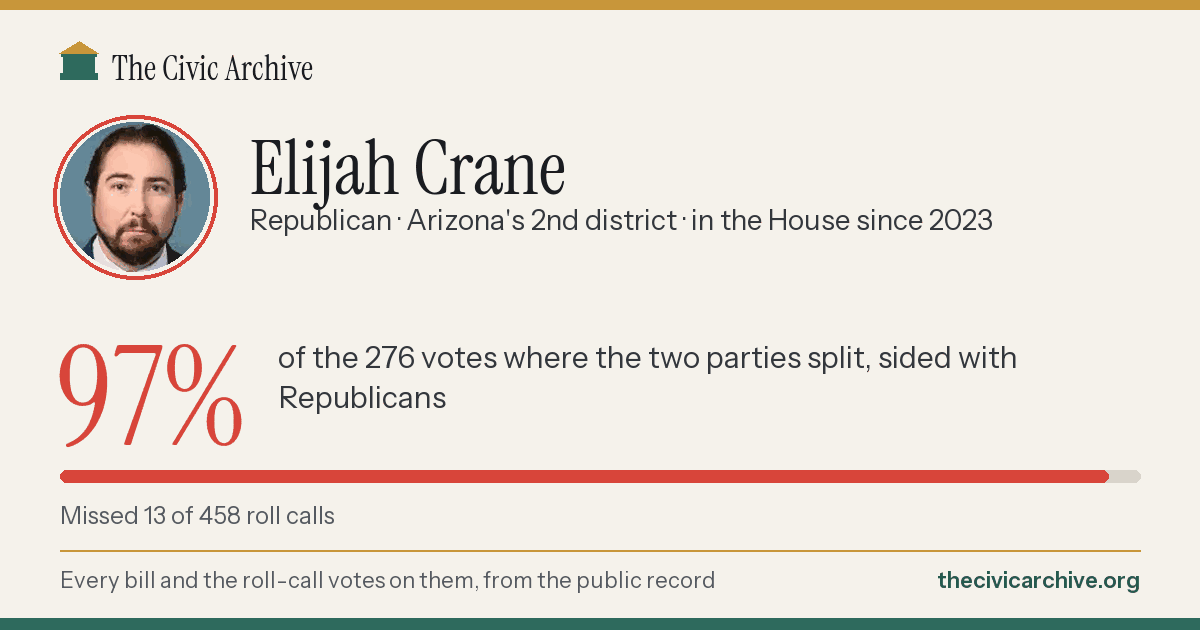 The Civic Archive
Elijah Crane
Republican · Arizona's 2nd district · in the House since 2023
97%
of the 276 votes where the two parties split, sided with
Republicans
Missed 13 of 458 roll calls
Every bill and the roll-call votes on them, from the public record
thecivicarchive.org